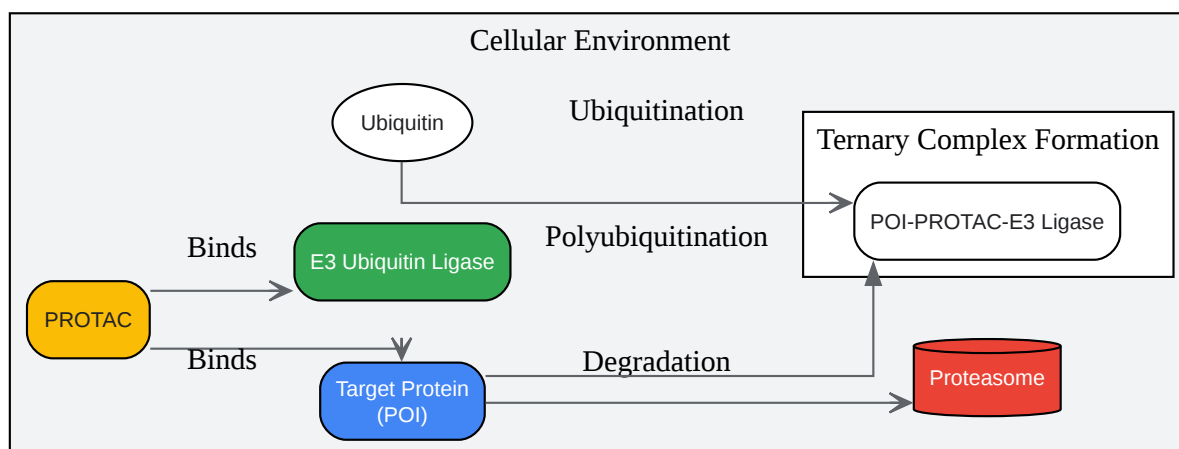 Cellular Environment
Ubiquitination
Ubiquitin
Ternary Complex Formation
POI-PROTAC-E3 Ligase
Polyubiquitination
Binds
E3 Ubiquitin Ligase
PROTAC
Binds
Degradation
Target Protein
(POI)
Proteasome